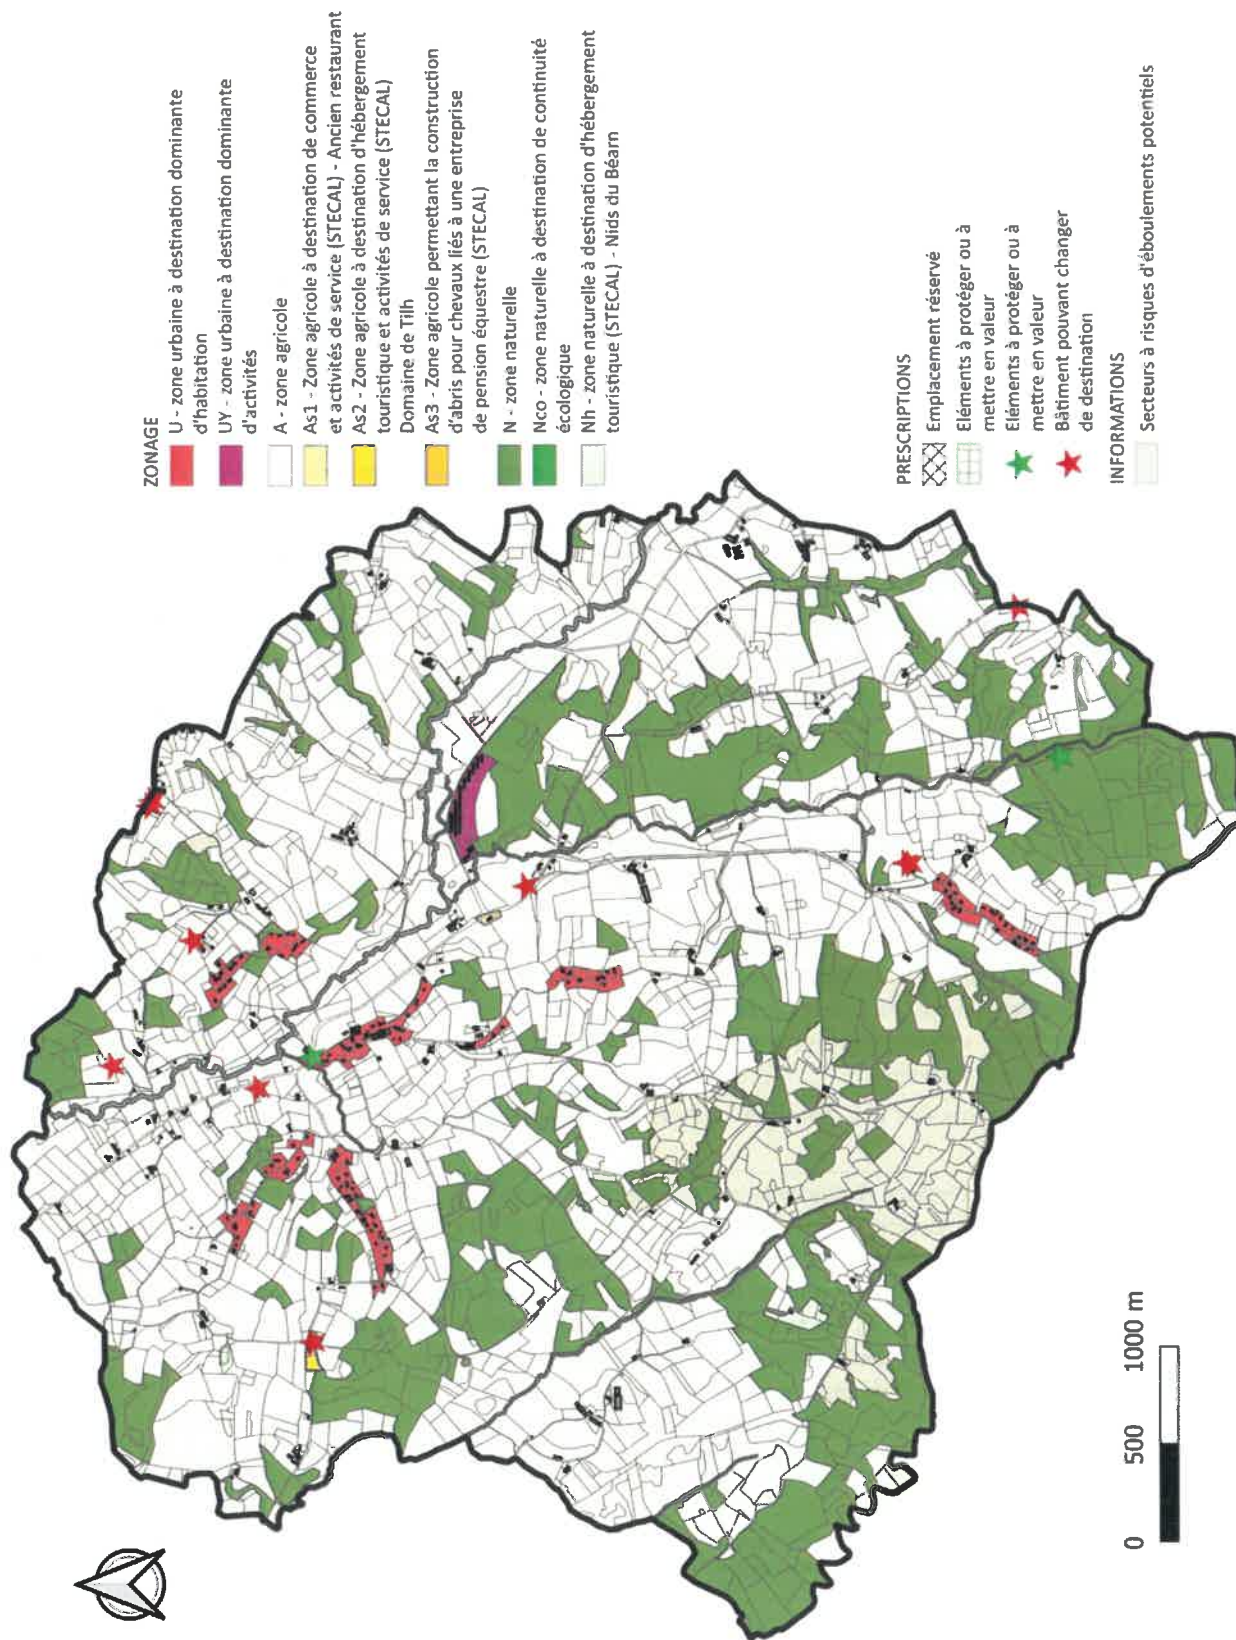 ZONAGE
U - zone urbaine à destination dominante
d'habitation
UY - zone urbaine à destination dominante
d'activités
A - zone agricole
As1 - Zone agricole à destination de commerce
et activités de service (STECAL) - Ancien restaurant
As2 - Zone agricole à destination d'hébergement
touristique et activités de service (STECAL)
Domaine de Tilh
As3 - Zone agricole permettant la construction
d'abris pour chevaux liés à une entreprise
de pension équestre (STECAL)
N - zone naturelle
Nco - zone naturelle à destination de continuité
écologique
Nlh - zone naturelle à destination d'hébergement
touristique (STECAL) - Nids du Béarn
PRESCRIPTIONS
Emplacement réservé
Eléments à protéger ou à
mettre en valeur
Eléments à protéger ou à
mettre en valeur
Bâtiment pouvant changer
de destination
INFORMATIONS
Secteurs à risques d'éboulements potentiels
0 500 1000 m